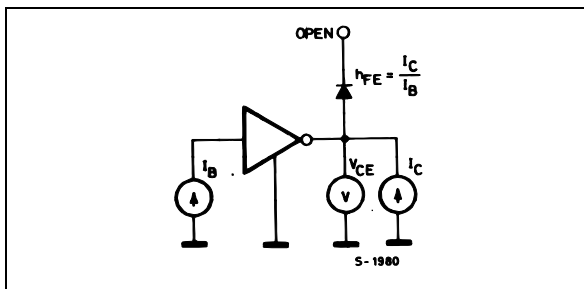 OPEN
hFE = IC
IB
IB
VCE
IC
V
S-1980